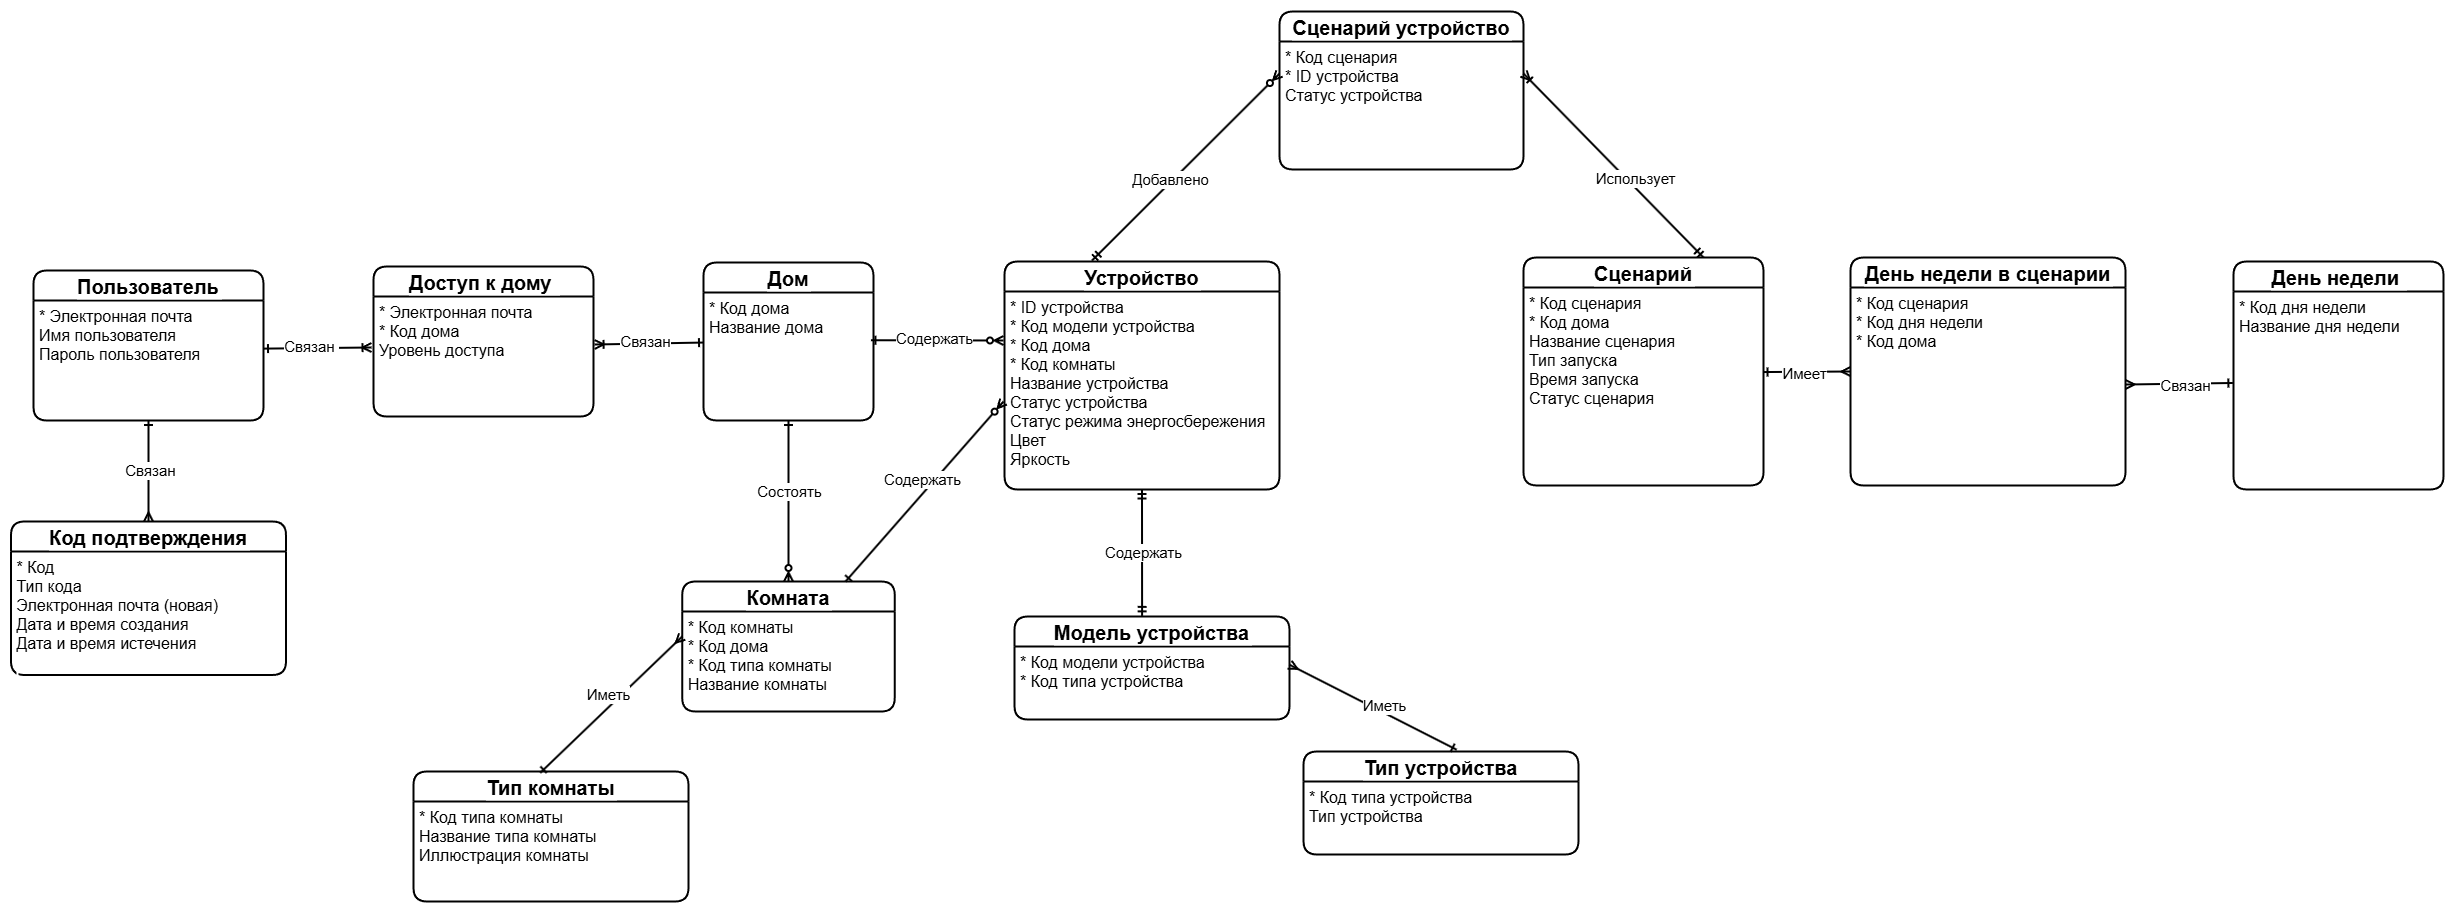 Сценарий устройство
* Код сценария
* ID устройства
Статус устройства
Добавлено
Использует
Пользователь
* Электронная почта
Имя пользователя
Пароль пользователя
Связан
Доступ к дому
* Электронная почта
* Код дома
Уровень доступа
Связан
Дом
* Код дома
Название дома
Содержать
Устройство
* ID устройства
* Код модели устройства
* Код дома
* Код комнаты
Название устройства
Статус устройства
Статус режима энергосбережения
Цвет
Яркость
Сценарий
* Код сценария
* Код дома
Название сценария
Тип запуска
Время запуска
Статус сценария
Имеет
День недели в сценарии
* Код сценария
* Код дня недели
* Код дома
Связан
День недели
* Код дня недели
Название дня недели
Связан
Состоять
Содержать
Содержать
Код подтверждения
* Код
Тип кода
Электронная почта (новая)
Дата и время создания
Дата и время истечения
Комната
* Код комнаты
* Код дома
* Код типа комнаты
Название комнаты
Модель устройства
* Код модели устройства
* Код типа устройства
Иметь
Иметь
Тип комнаты
* Код типа комнаты
Название типа комнаты
Иллюстрация комнаты
Тип устройства
* Код типа устройства
Тип устройства